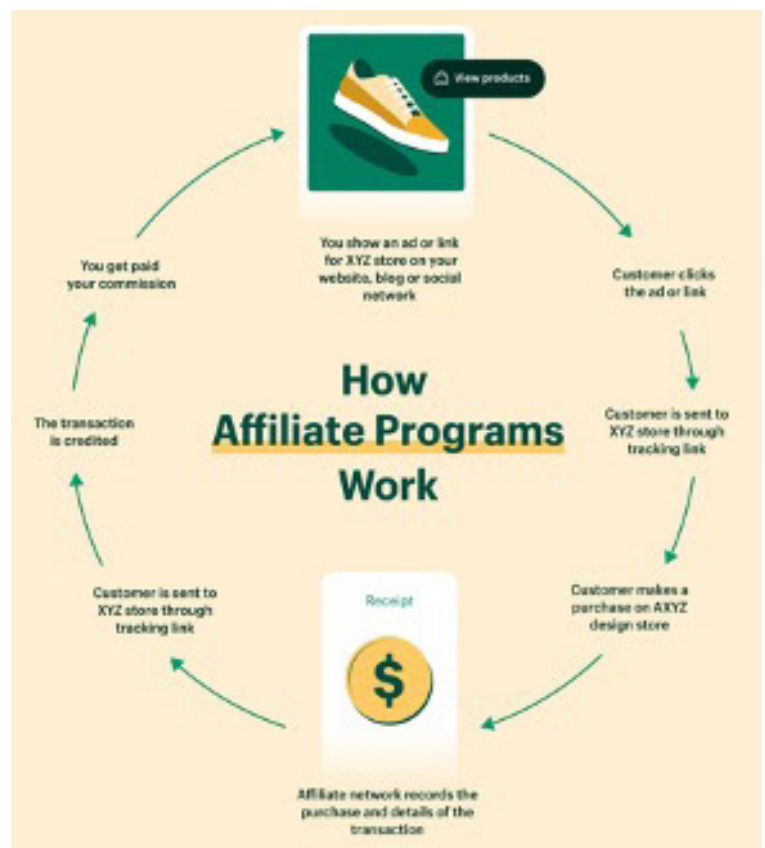 View products
You show an ad or link
for XYZ store on your
website, blog or social
network
Customer clicks
the ad or link
Customer is sent to
XYZ store through
tracking link
Customer makes a
purchase on AXYZ
design store
Receipt
$
Affiliate network records the
purchase and details of the
transaction
Customer is sent to
XYZ store through
tracking link
The transaction
is credited
You get paid
your commission
How
Affiliate Programs
Work